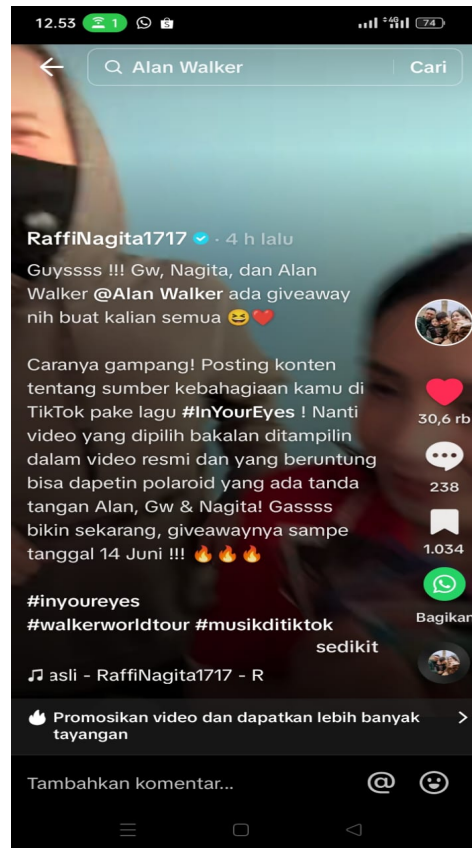 12.53 1 4G 74
Alan Walker Cari
RaffiNagita1717 · 4 h lalu
Guyssss !!! Gw, Nagita, dan Alan
Walker @Alan Walker ada giveaway
nih buat kalian semua 😆❤️
Caranya gampang! Posting konten
tentang sumber kebahagiaan kamu di
TikTok pake lagu #InYourEyes ! Nanti
video yang dipilih bakalan ditampilin
dalam video resmi dan yang beruntung
bisa dapetin polaroid yang ada tanda
tangan Alan, Gw & Nagita! Gassss
bikin sekarang, giveawaynya sampe
tanggal 14 Juni !!! 🔥🔥🔥
#inyoureyes
#walkerworldtour #musikditiktok
sedikit
asli - RaffiNagita1717 - R
30,6 rb
238
1.034
Bagikan
Promosikan video dan dapatkan lebih banyak
tayangan
Tambahkan komentar... @